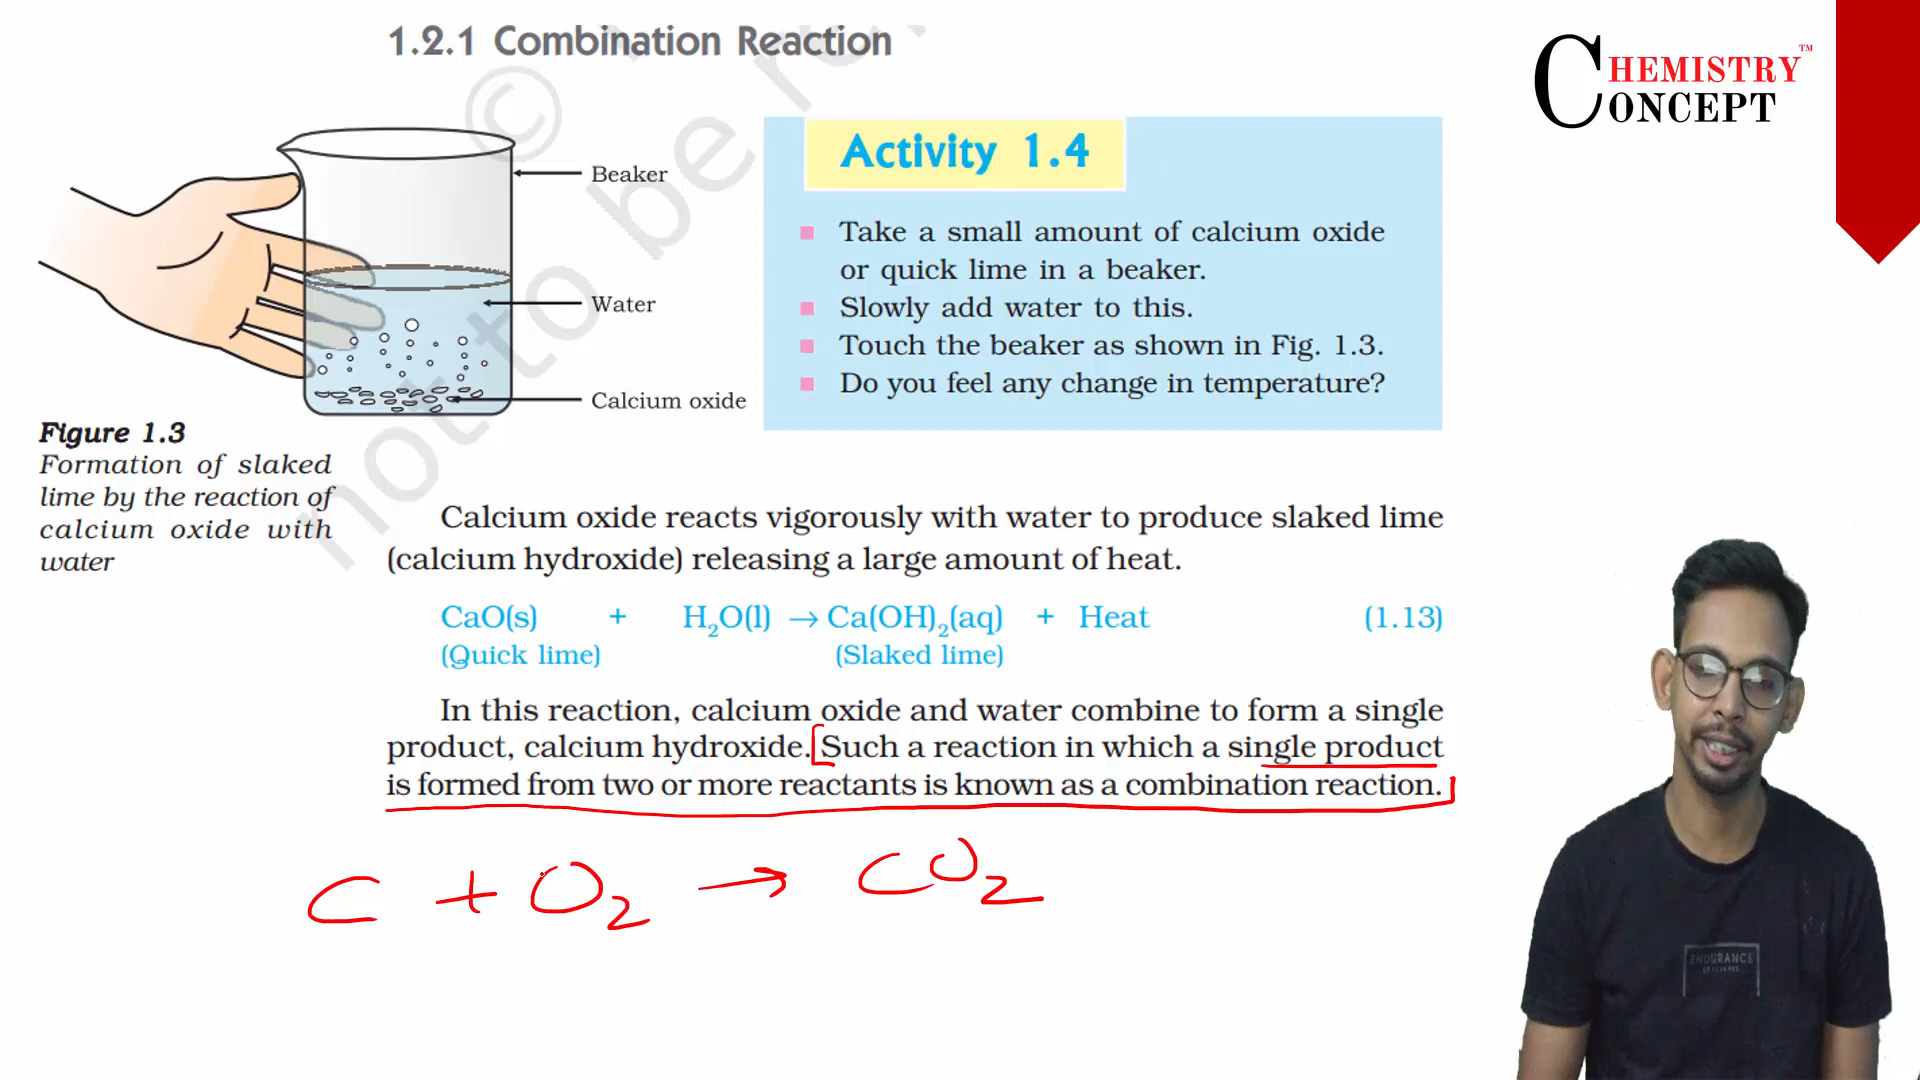 1.2.1 Combination Reaction
CHEMISTRY™
CONCEPT
Activity 1.4
Beaker
Water
Calcium oxide
■ Take a small amount of calcium oxide
or quick lime in a beaker.
■ Slowly add water to this.
■ Touch the beaker as shown in Fig. 1.3.
■ Do you feel any change in temperature?
Figure 1.3
Formation of slaked
lime by the reaction of
calcium oxide with
water
© not to be
Calcium oxide reacts vigorously with water to produce slaked lime
(calcium hydroxide) releasing a large amount of heat.
CaO(s) + H₂O(l) → Ca(OH)₂(aq) + Heat (1.13)
(Quick lime) (Slaked lime)
In this reaction, calcium oxide and water combine to form a single
product, calcium hydroxide. [Such a reaction in which a single product
is formed from two or more reactants is known as a combination reaction.]
C + O₂ → CO₂
ENDURANCE